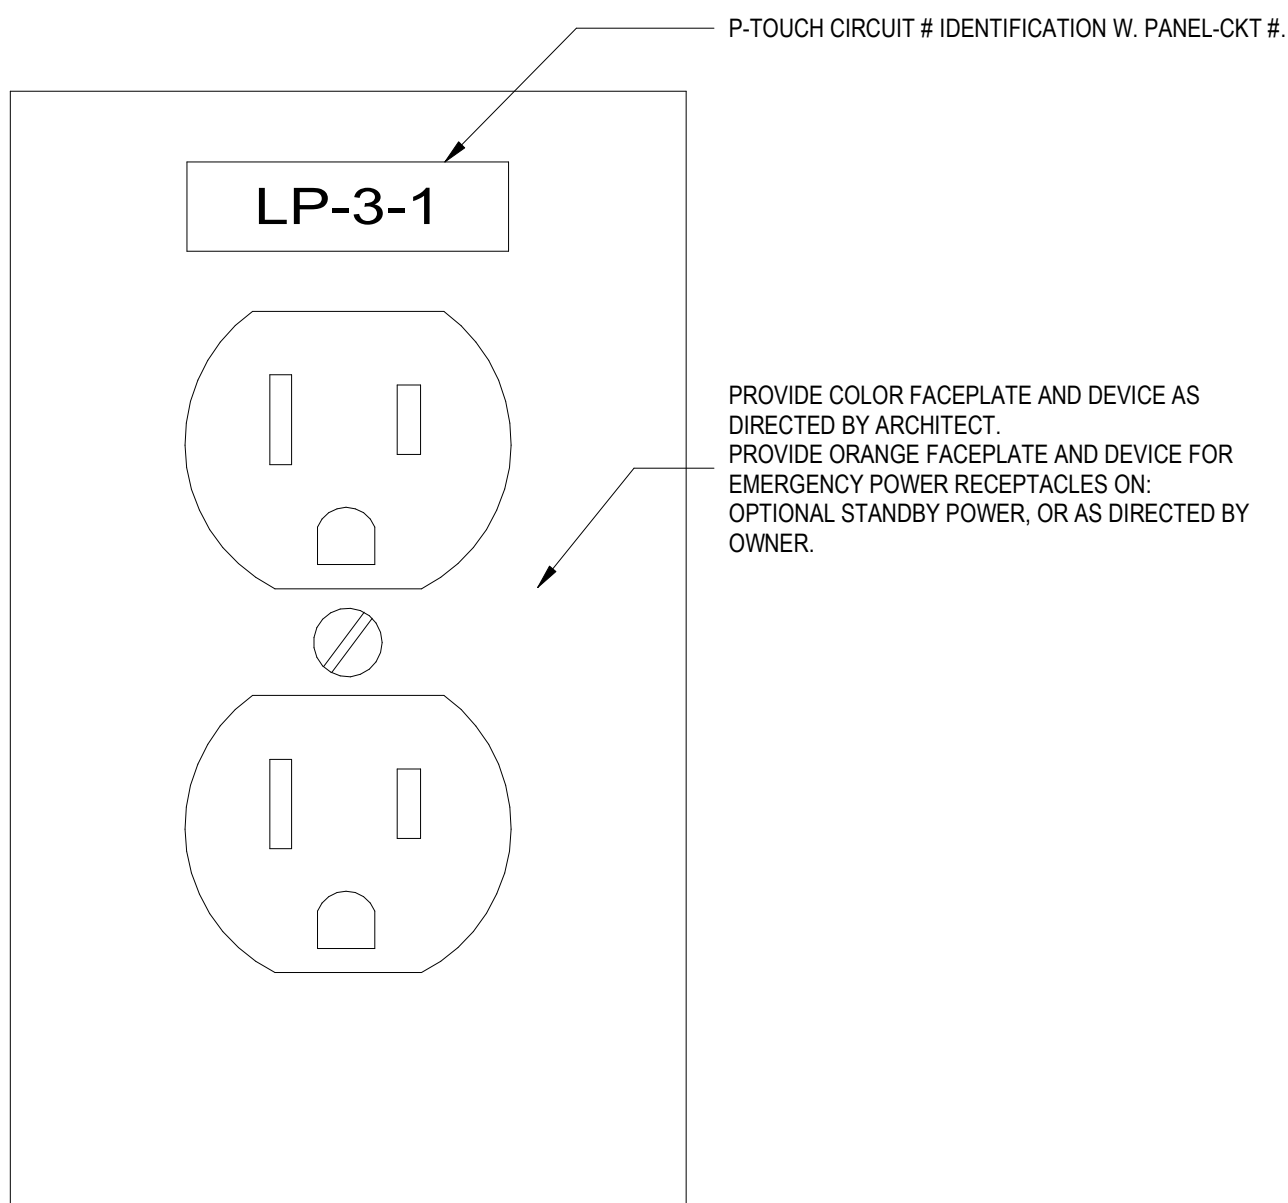 P-TOUCH CIRCUIT # IDENTIFICATION W. PANEL-CKT #.
LP-3-1
PROVIDE COLOR FACEPLATE AND DEVICE AS
DIRECTED BY ARCHITECT.
PROVIDE ORANGE FACEPLATE AND DEVICE FOR
EMERGENCY POWER RECEPTACLES ON:
OPTIONAL STANDBY POWER, OR AS DIRECTED BY
OWNER.